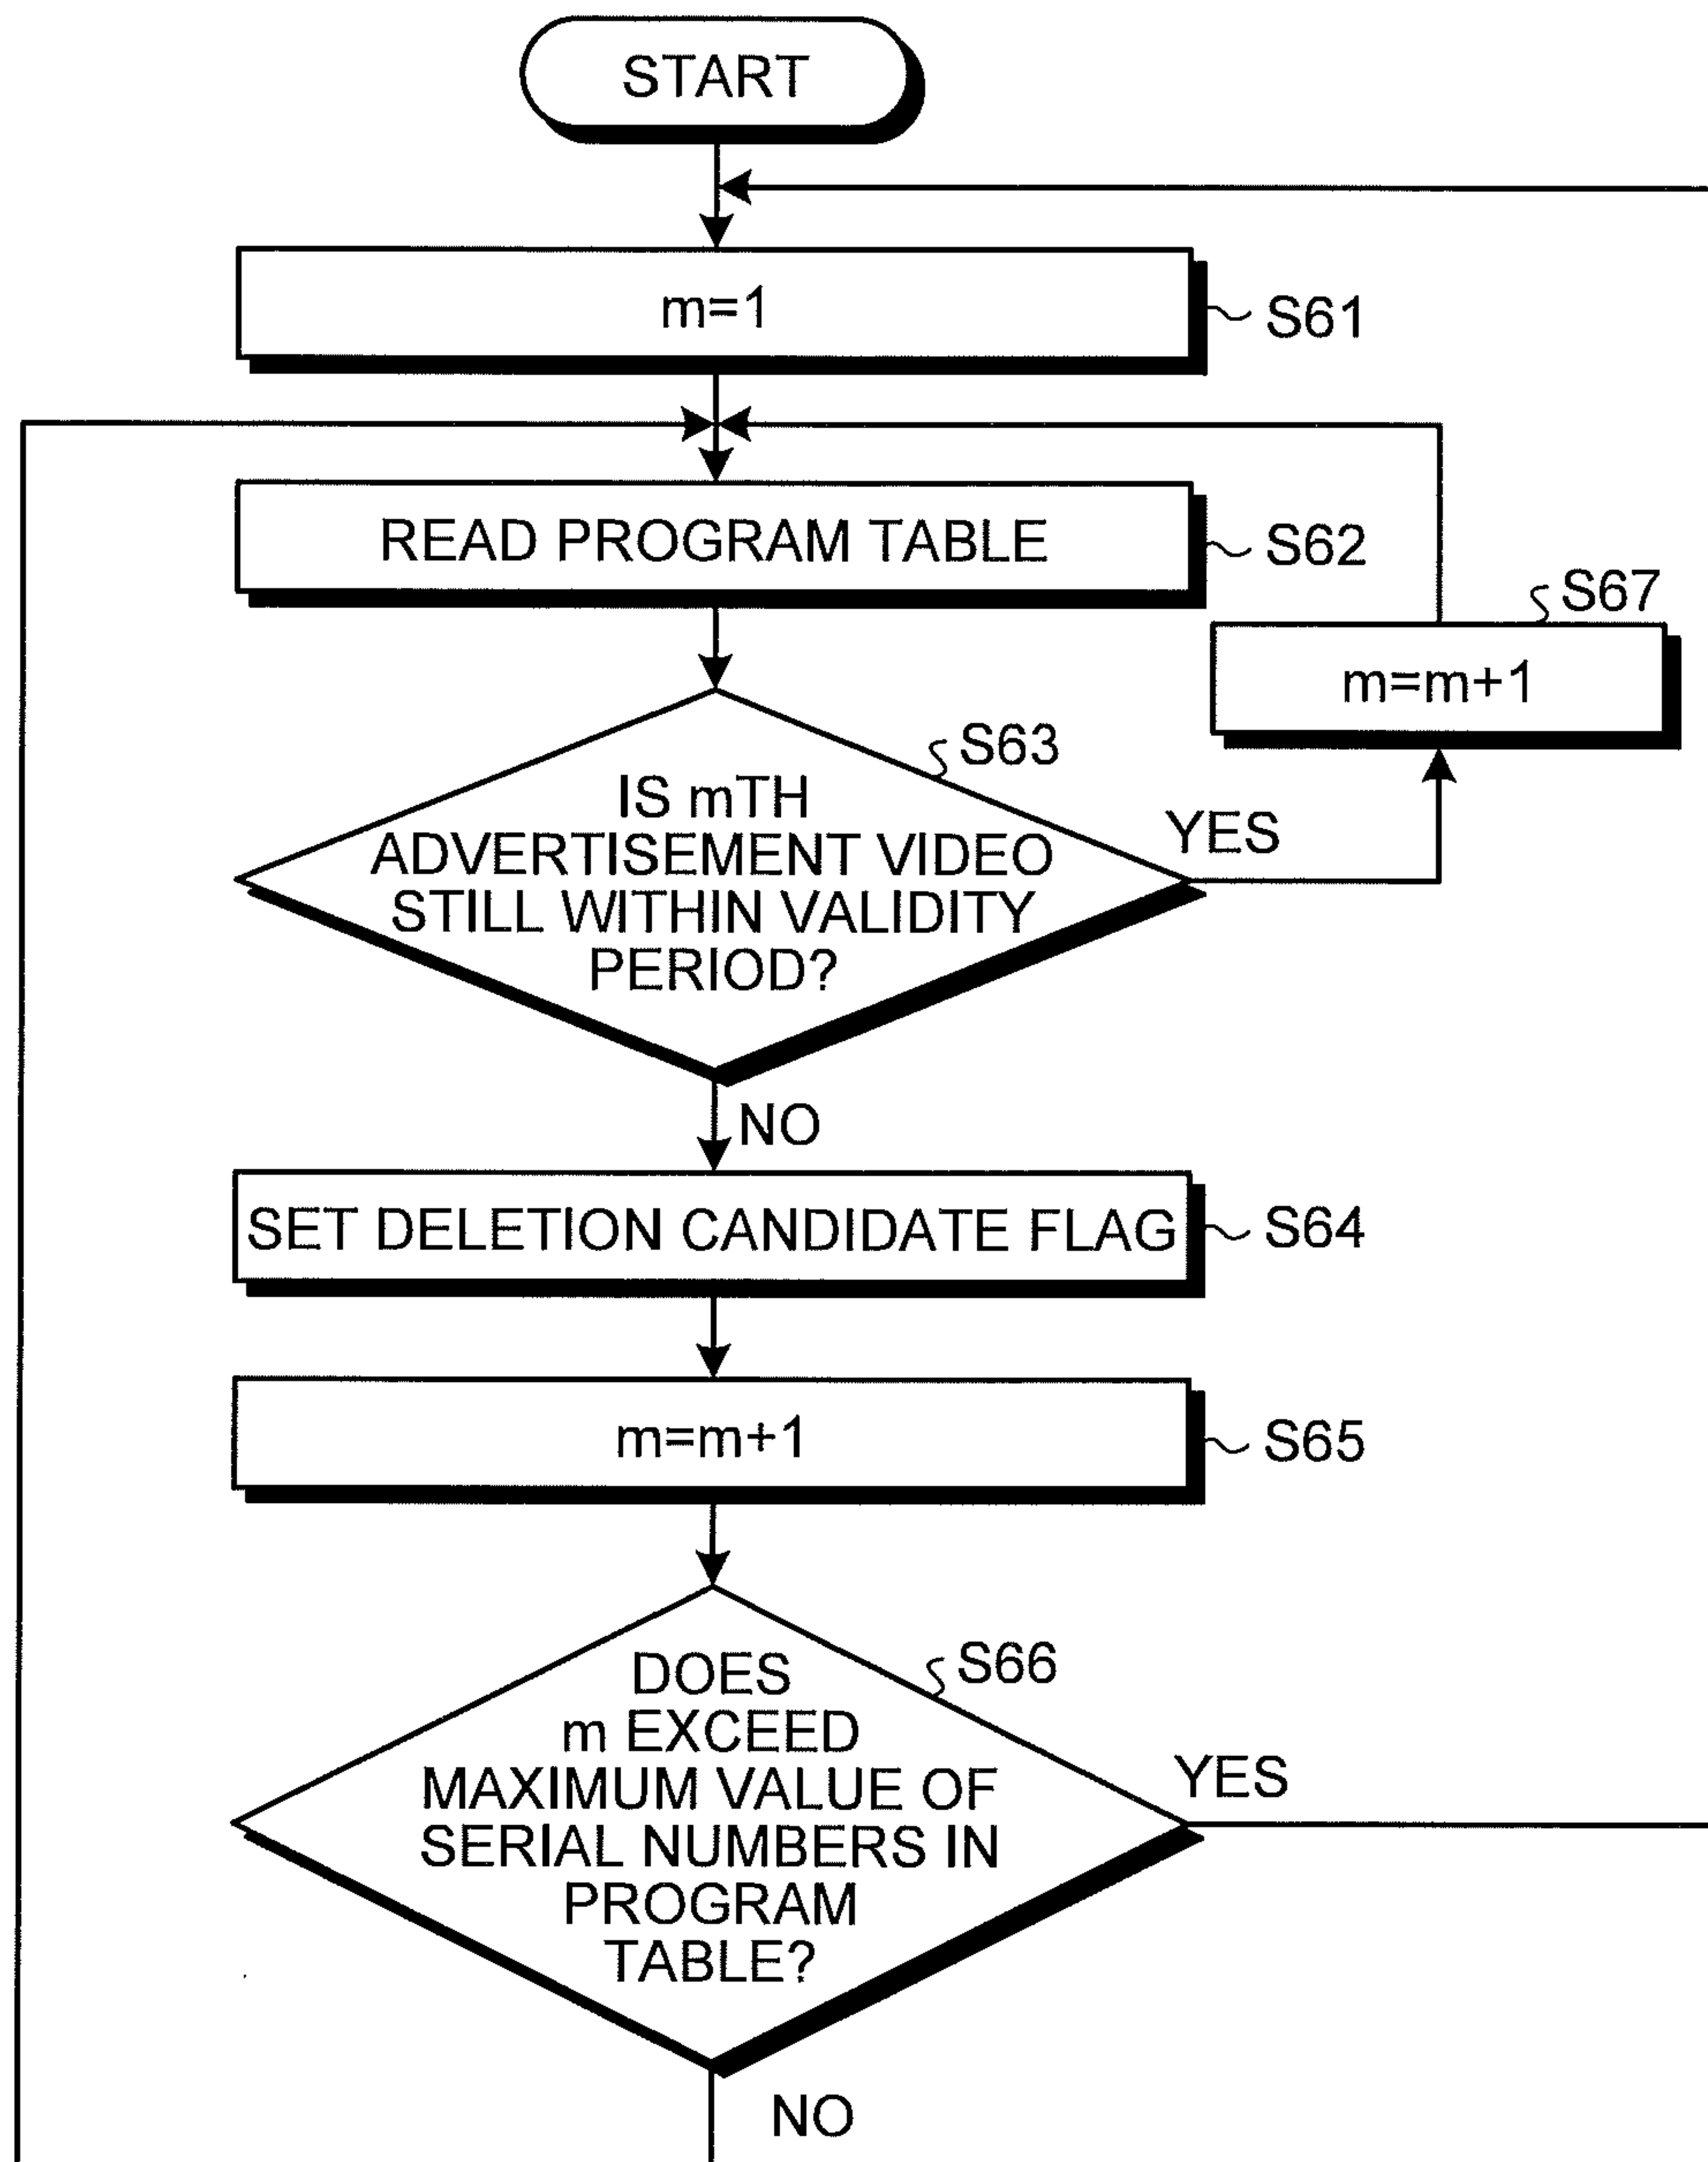 START
m=1
S61
READ PROGRAM TABLE
S62
S67
m=m+1
S63
IS mTH
ADVERTISEMENT VIDEO
STILL WITHIN VALIDITY
PERIOD?
YES
NO
SET DELETION CANDIDATE FLAG
S64
m=m+1
S65
S66
DOES
m EXCEED
MAXIMUM VALUE OF
SERIAL NUMBERS IN
PROGRAM
TABLE?
YES
NO